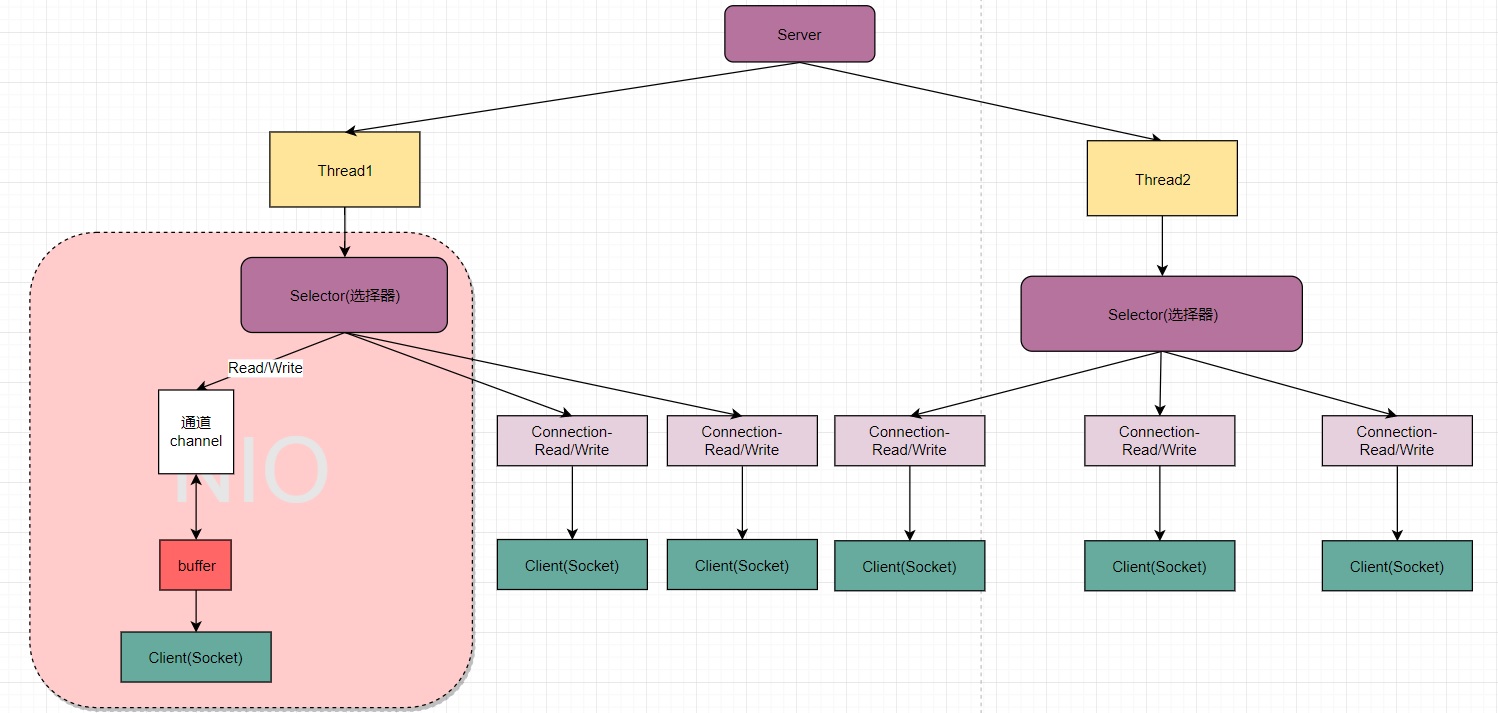 Server
Thread1
Thread2
Selector(选择器)
Selector(选择器)
Read/Write
通道
channel
NIO
Connection-
Read/Write
Connection-
Read/Write
Connection-
Read/Write
Connection-
Read/Write
Connection-
Read/Write
buffer
Client(Socket)
Client(Socket)
Client(Socket)
Client(Socket)
Client(Socket)
Client(Socket)